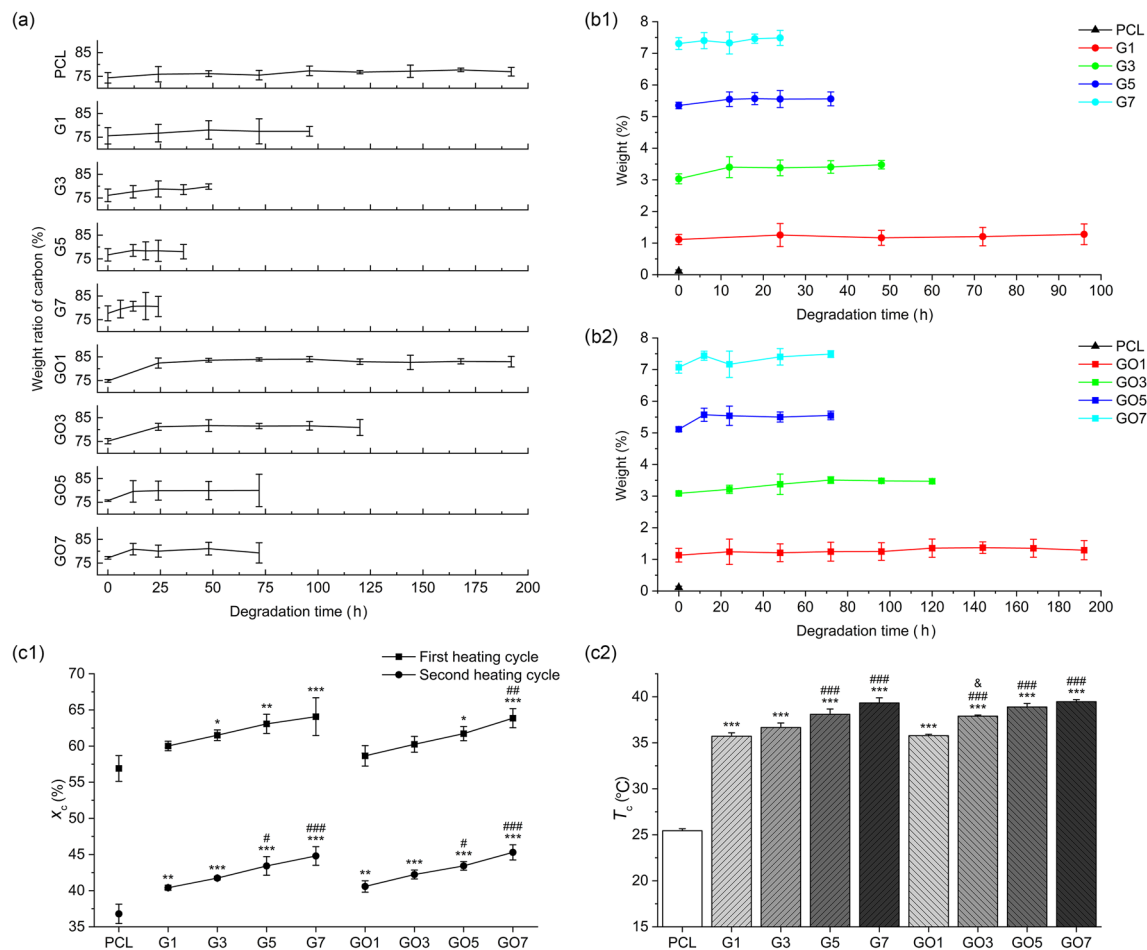 (a)
Weight ratio of carbon (%)
PCL
85
75
G1
85
75
G3
85
75
G5
85
75
G7
85
75
GO1
85
75
GO3
85
75
GO5
85
75
GO7
85
75
0 25 50 75 100 125 150 175 200
Degradation time (h)
(b1)
Weight (%)
8
7
6
5
4
3
2
1
0
PCL
G1
G3
G5
G7
0 10 20 30 40 50 60 70 80 90 100
Degradation time (h)
(b2)
Weight (%)
8
7
6
5
4
3
2
1
0
PCL
GO1
GO3
GO5
GO7
0 20 40 60 80 100 120 140 160 180 200
Degradation time (h)
(c1)
First heating cycle
Second heating cycle
xc (%)
70
65
60
55
50
45
40
35
* ** *** * ##
***
** *** #
*** ###
*** ** *** #
*** ###
***
PCL G1 G3 G5 G7 GO1 GO3 GO5 GO7
(c2)
Tc (°C)
40
35
30
25
20
15
*** *** ###
*** ###
*** *** &
###
*** ###
*** ###
***
PCL G1 G3 G5 G7 GO1 GO3 GO5 GO7